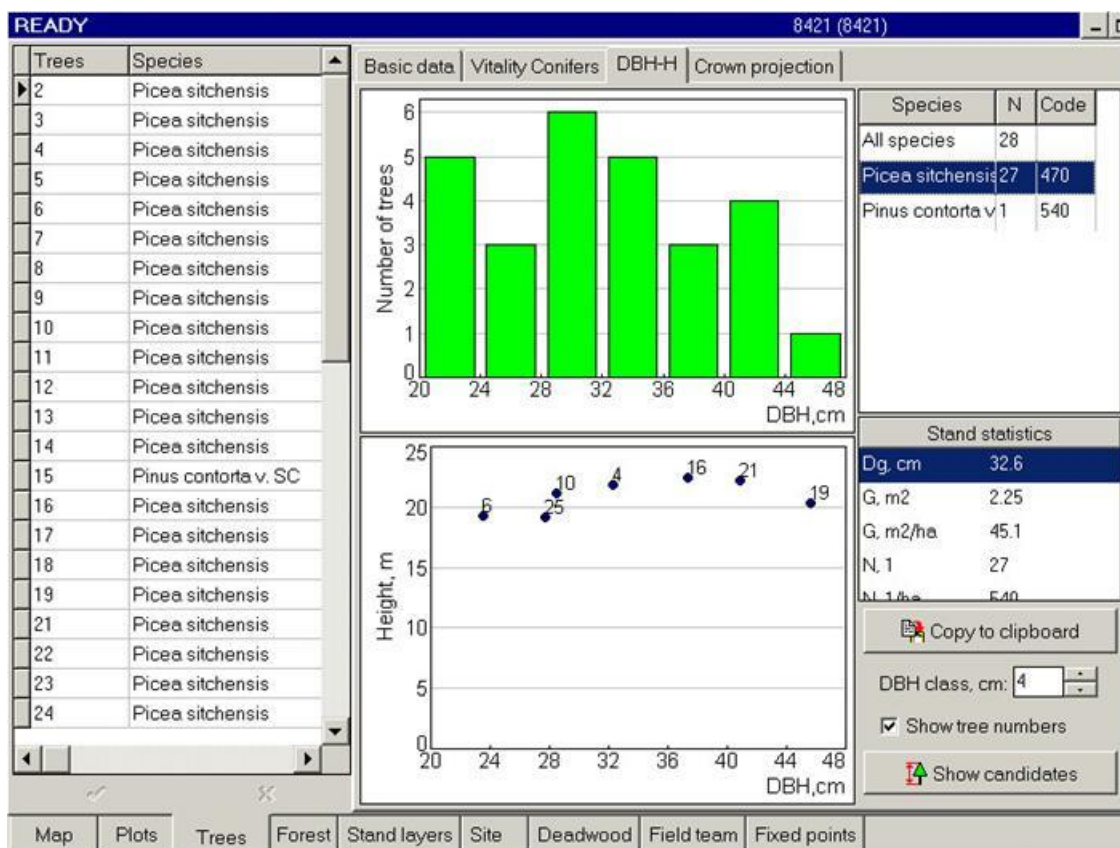 READY 8421 (8421)
Trees Species
2 Picea sitchensis
3 Picea sitchensis
4 Picea sitchensis
5 Picea sitchensis
6 Picea sitchensis
7 Picea sitchensis
8 Picea sitchensis
9 Picea sitchensis
10 Picea sitchensis
11 Picea sitchensis
12 Picea sitchensis
13 Picea sitchensis
14 Picea sitchensis
15 Pinus contorta v. SC
16 Picea sitchensis
17 Picea sitchensis
18 Picea sitchensis
19 Picea sitchensis
21 Picea sitchensis
22 Picea sitchensis
23 Picea sitchensis
24 Picea sitchensis
Basic data Vitality Conifers DBH-H Crown projection
Number of trees
6
5
4
3
2
1
0
20 24 28 32 36 40 44 48
DBH,cm
Height, m
25
20
15
10
5
0
6 25 10 4 16 21 19
20 24 28 32 36 40 44 48
DBH,cm
Species N Code
All species 28
Picea sitchensis 27 470
Pinus contorta v 1 540
Stand statistics
Dg, cm 32.6
G, m2 2.25
G, m2/ha 45.1
N, 1 27
N, 1/ha 540
Copy to clipboard
DBH class, cm: 4
Show tree numbers
Show candidates
Map Plots Trees Forest Stand layers Site Deadwood Field team Fixed points